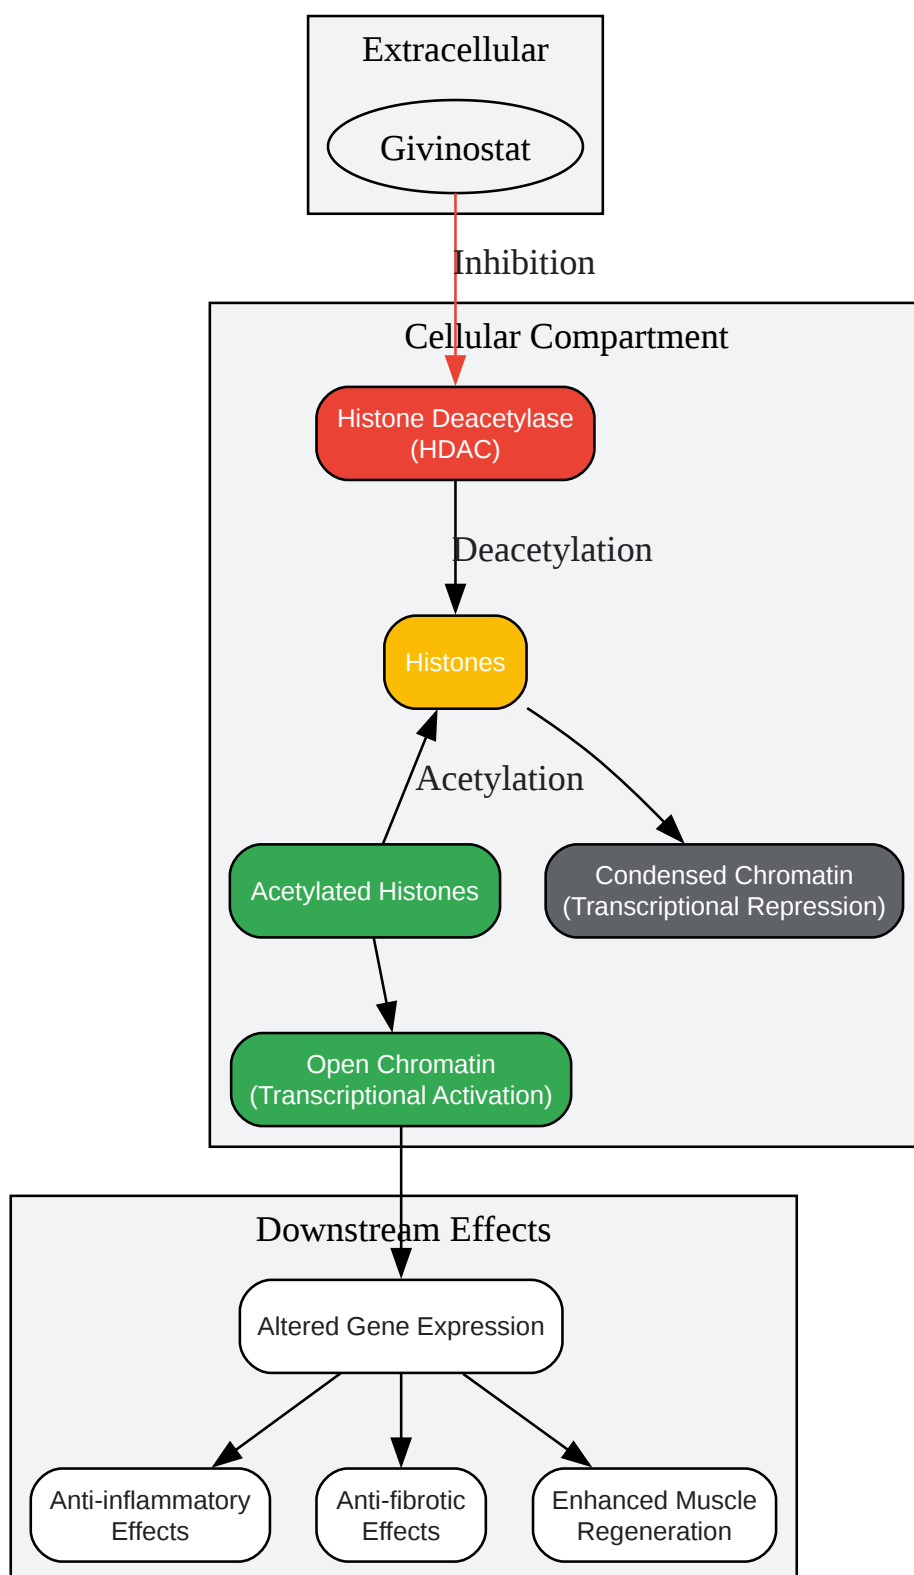 Extracellular
Givinostat
Inhibition
Cellular Compartment
Histone Deacetylase
(HDAC)
Deacetylation
Histones
Acetylation
Acetylated Histones
Condensed Chromatin
(Transcriptional Repression)
Open Chromatin
(Transcriptional Activation)
Downstream Effects
Altered Gene Expression
Anti-inflammatory
Effects
Anti-fibrotic
Effects
Enhanced Muscle
Regeneration